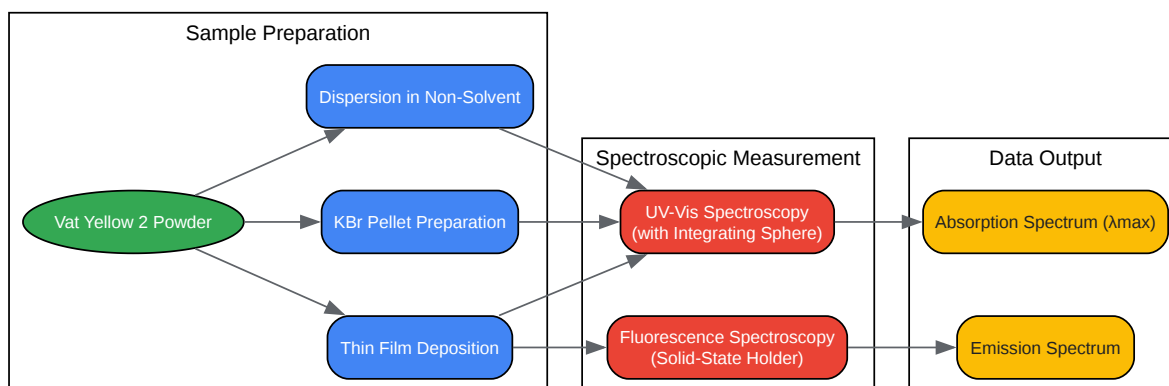 Sample Preparation
Vat Yellow 2 Powder
Dispersion in Non-Solvent
KBr Pellet Preparation
Thin Film Deposition
Spectroscopic Measurement
UV-Vis Spectroscopy
(with Integrating Sphere)
Fluorescence Spectroscopy
(Solid-State Holder)
Data Output
Absorption Spectrum (λmax)
Emission Spectrum